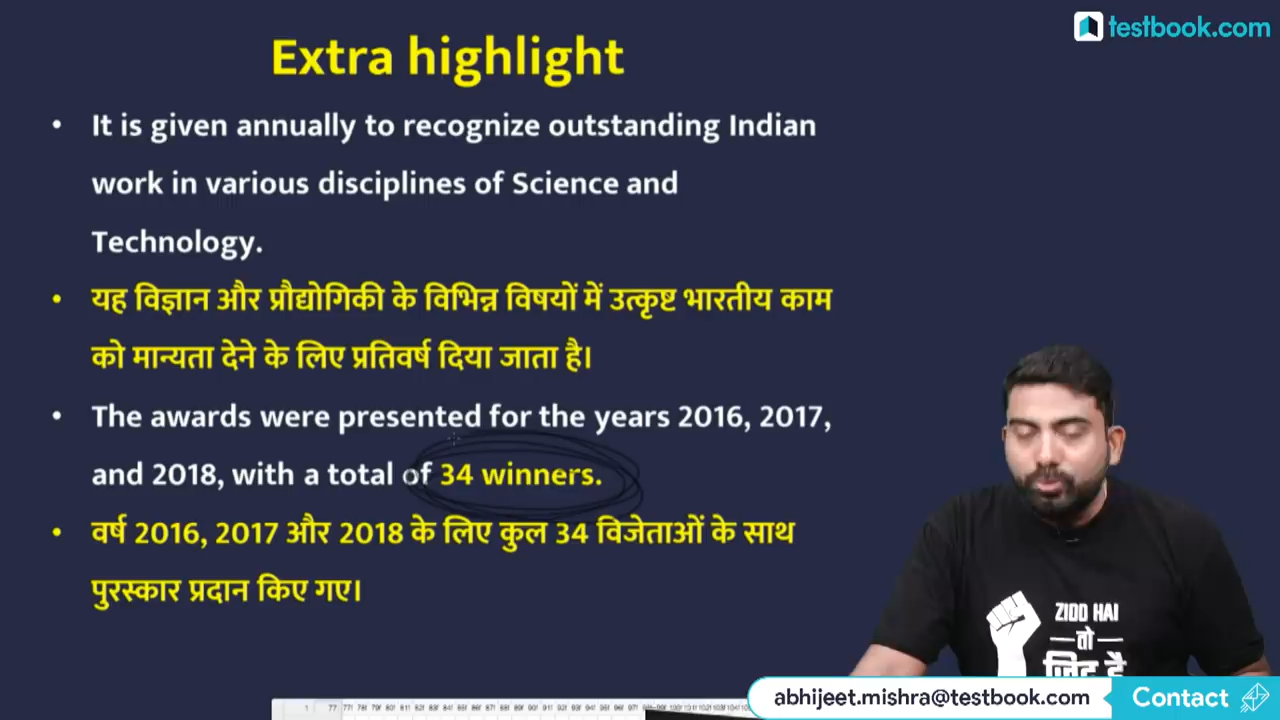 testbook.com
Extra highlight
• It is given annually to recognize outstanding Indian
work in various disciplines of Science and
Technology.
• यह विज्ञान और प्रौद्योगिकी के विभिन्न विषयों में उत्कृष्ट भारतीय काम
को मान्यता देने के लिए प्रतिवर्ष दिया जाता है।
• The awards were presented for the years 2016, 2017,
and 2018, with a total of 34 winners.
• वर्ष 2016, 2017 और 2018 के लिए कुल 34 विजेताओं के साथ
पुरस्कार प्रदान किए गए।
ZIDD HAI
तो
जिद है
abhijeet.mishra@testbook.com
Contact